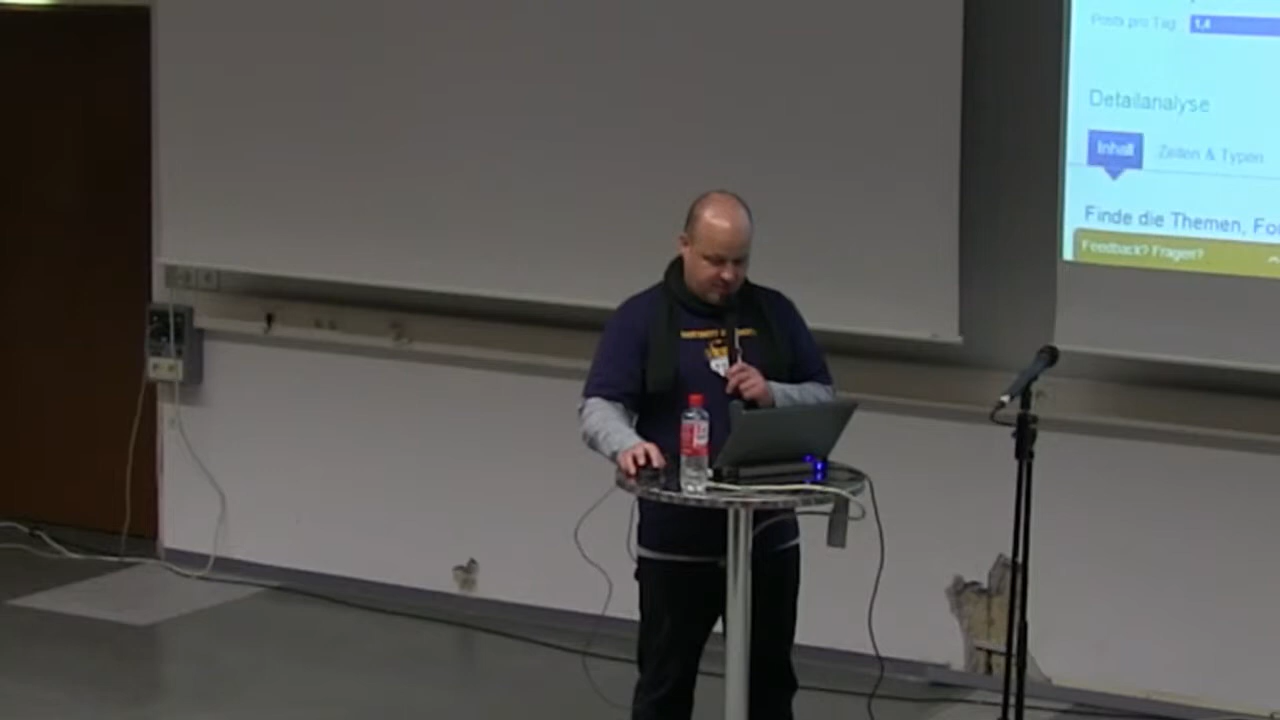 Posts pro Tag: 1,4
Detailanalyse
Inhalt Zeiten & Typen
Finde die Themen, Fo
Feedback? Fragen?